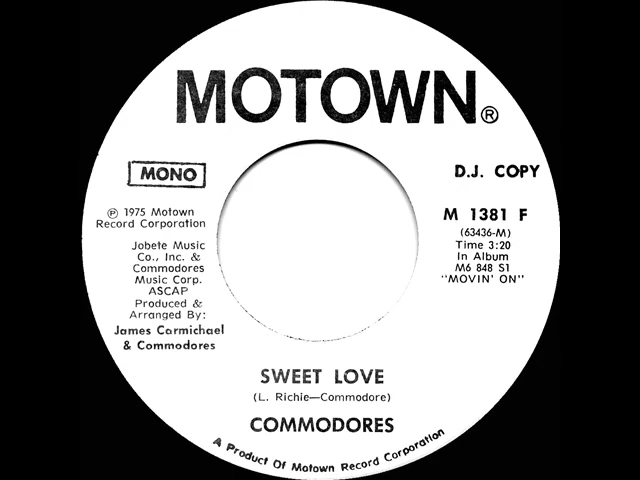 MOTOWN®
MONO
D.J. COPY
℗ 1975 Motown
Record Corporation
Jobete Music
Co., Inc. &
Commodores
Music Corp.
ASCAP
Produced &
Arranged By:
James Carmichael
& Commodores
M 1381 F
(63436-M)
Time 3:20
In Album
M6 848 S1
"MOVIN' ON"
SWEET LOVE
(L. Richie—Commodore)
COMMODORES
A Product Of Motown Record Corporation